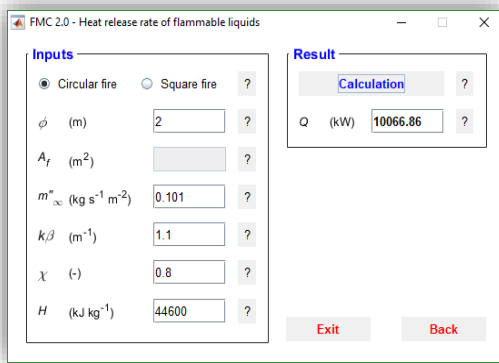 FMC 2.0 - Heat release rate of flammable liquids
Inputs
Circular fire Square fire ?
ϕ (m) 2 ?
A_f (m²) ?
m"_∞ (kg s⁻¹ m⁻²) 0.101 ?
kβ (m⁻¹) 1.1 ?
χ (-) 0.8 ?
H (kJ kg⁻¹) 44600 ?
Result
Calculation ?
Q (kW) 10066.86 ?
Exit Back